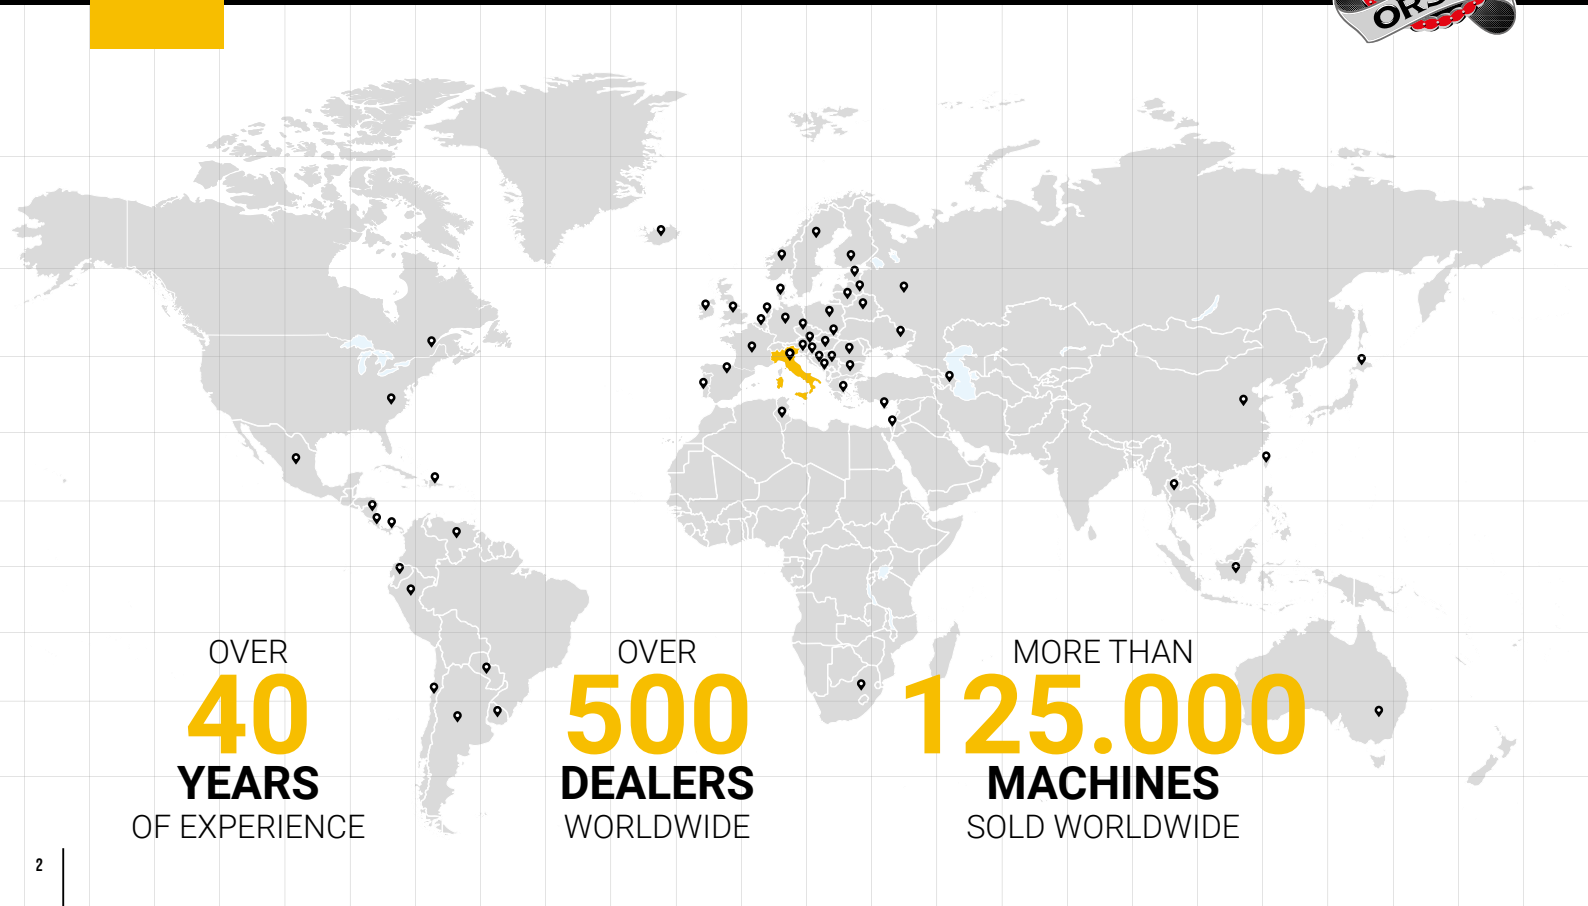 OVER
40
YEARS
OF EXPERIENCE
OVER
500
DEALERS
WORLDWIDE
MORE THAN
125.000
MACHINES
SOLD WORLDWIDE
2